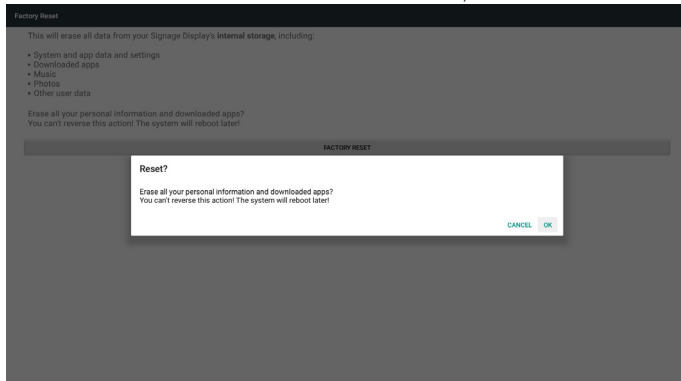 Factory Reset
This will erase all data from your Signage Display's internal storage, including:
• System and app data and settings
• Downloaded apps
• Music
• Photos
• Other user data
Erase all your personal information and downloaded apps?
You can't reverse this action! The system will reboot later!
FACTORY RESET
Reset?
Erase all your personal information and downloaded apps?
You can't reverse this action! The system will reboot later!
CANCEL OK